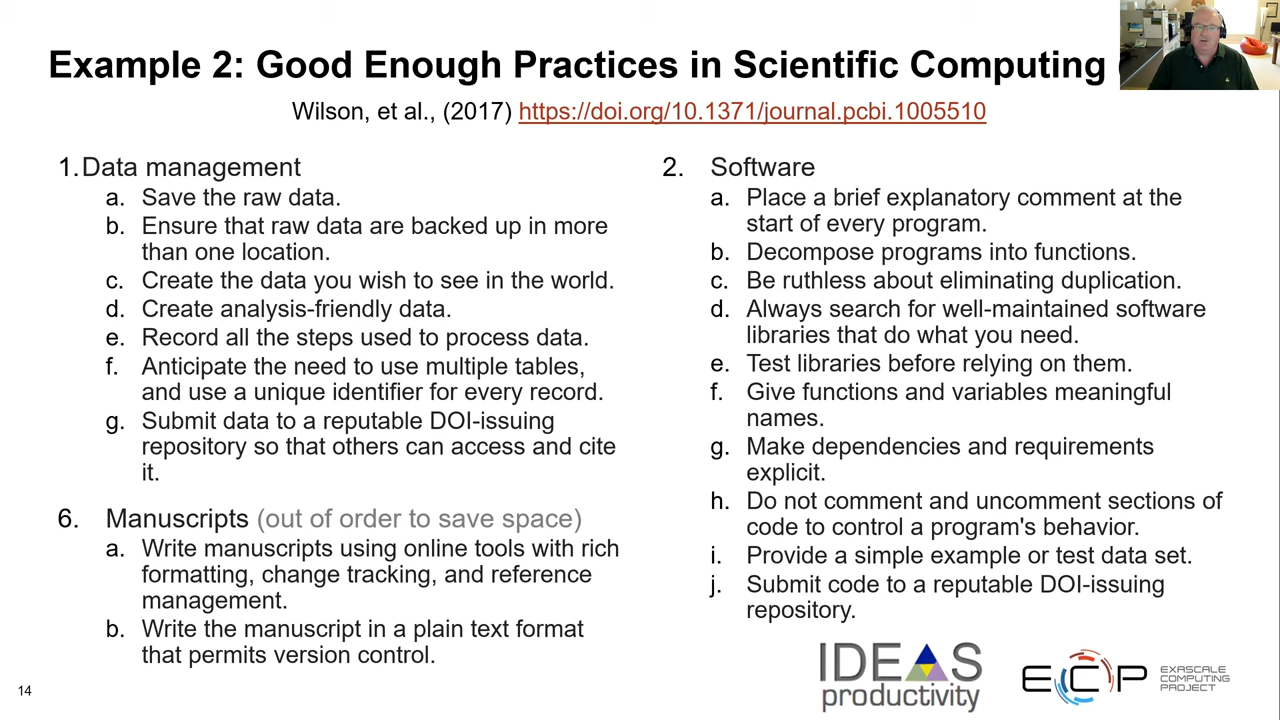 Example 2: Good Enough Practices in Scientific Computing
Wilson, et al., (2017) https://doi.org/10.1371/journal.pcbi.1005510
1. Data management
a. Save the raw data.
b. Ensure that raw data are backed up in more
than one location.
c. Create the data you wish to see in the world.
d. Create analysis-friendly data.
e. Record all the steps used to process data.
f. Anticipate the need to use multiple tables,
and use a unique identifier for every record.
g. Submit data to a reputable DOI-issuing
repository so that others can access and cite
it.
6. Manuscripts (out of order to save space)
a. Write manuscripts using online tools with rich
formatting, change tracking, and reference
management.
b. Write the manuscript in a plain text format
that permits version control.
2. Software
a. Place a brief explanatory comment at the
start of every program.
b. Decompose programs into functions.
c. Be ruthless about eliminating duplication.
d. Always search for well-maintained software
libraries that do what you need.
e. Test libraries before relying on them.
f. Give functions and variables meaningful
names.
g. Make dependencies and requirements
explicit.
h. Do not comment and uncomment sections of
code to control a program's behavior.
i. Provide a simple example or test data set.
j. Submit code to a reputable DOI-issuing
repository.
14
IDEAS
productivity
ECP
EXASCALE
COMPUTING
PROJECT